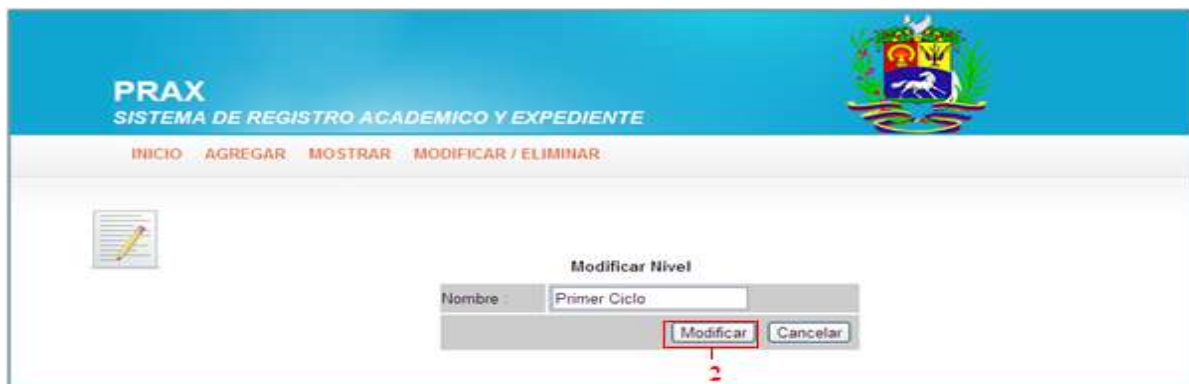 PRAX
SISTEMA DE REGISTRO ACADEMICO Y EXPEDIENTE
INICIO AGREGAR MOSTRAR MODIFICAR / ELIMINAR
Modificar Nivel
Nombre : Primer Ciclo
Modificar Cancelar
2